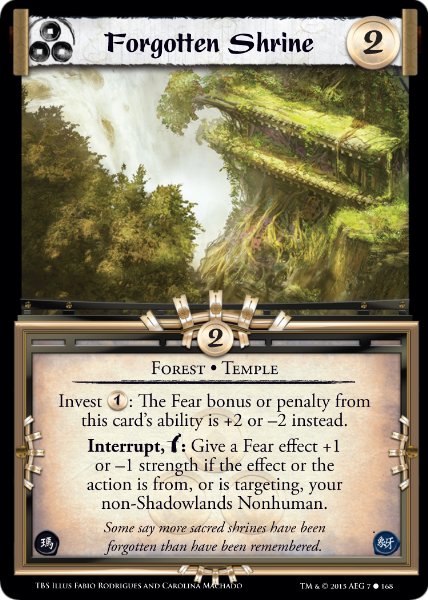 Forgotten Shrine
2
2
Forest • Temple
Invest 1: The Fear bonus or penalty from
this card's ability is +2 or –2 instead.
Interrupt, : Give a Fear effect +1
or –1 strength if the effect or the
action is from, or is targeting, your
non-Shadowlands Nonhuman.
Some say more sacred shrines have been
forgotten than have been remembered.
瑪
象牙
TBS Illus Fabio Rodrigues and Carolina Machado
TM & © 2015 AEG 7 ● 168